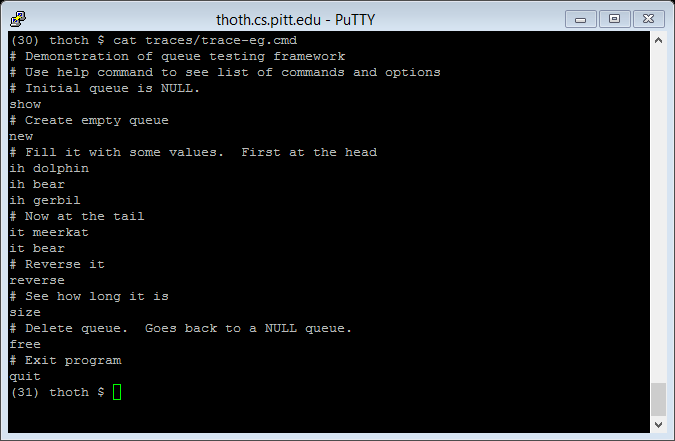 thoth.cs.pitt.edu - PuTTY
(30) thoth $ cat traces/trace-eg.cmd
# Demonstration of queue testing framework
# Use help command to see list of commands and options
# Initial queue is NULL.
show
# Create empty queue
new
# Fill it with some values.  First at the head
ih dolphin
ih bear
ih gerbil
# Now at the tail
it meerkat
it bear
# Reverse it
reverse
# See how long it is
size
# Delete queue.  Goes back to a NULL queue.
free
# Exit program
quit
(31) thoth $